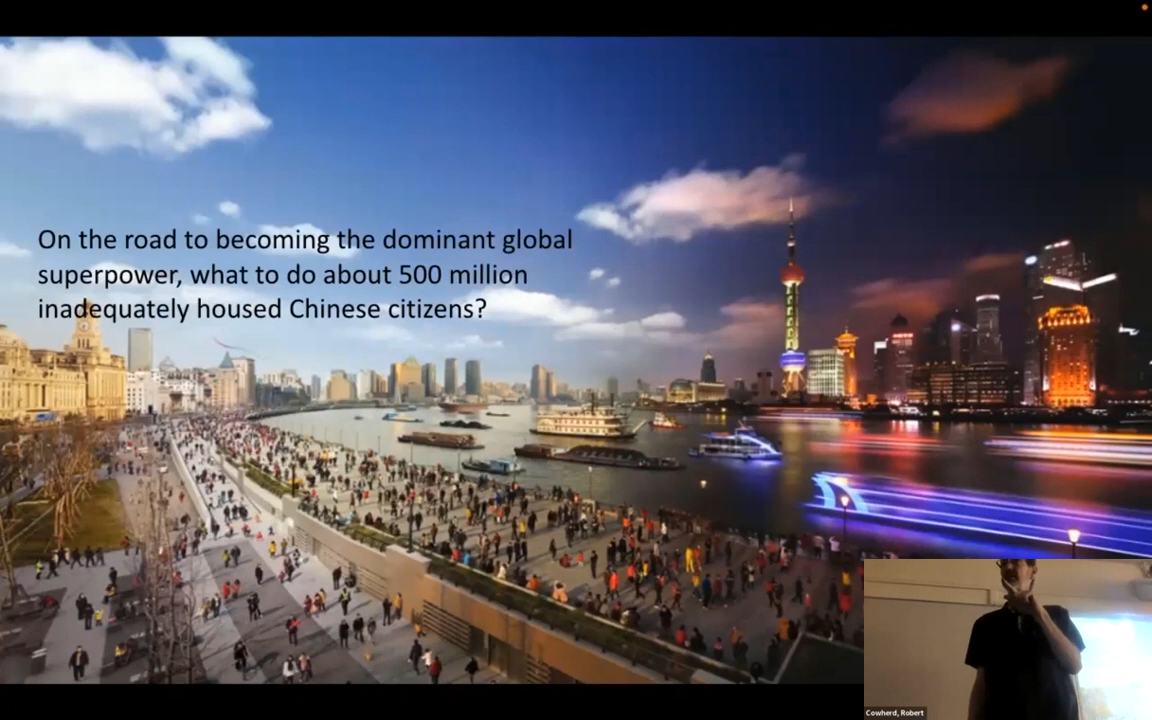 On the road to becoming the dominant global
superpower, what to do about 500 million
inadequately housed Chinese citizens?
Cowherd, Robert